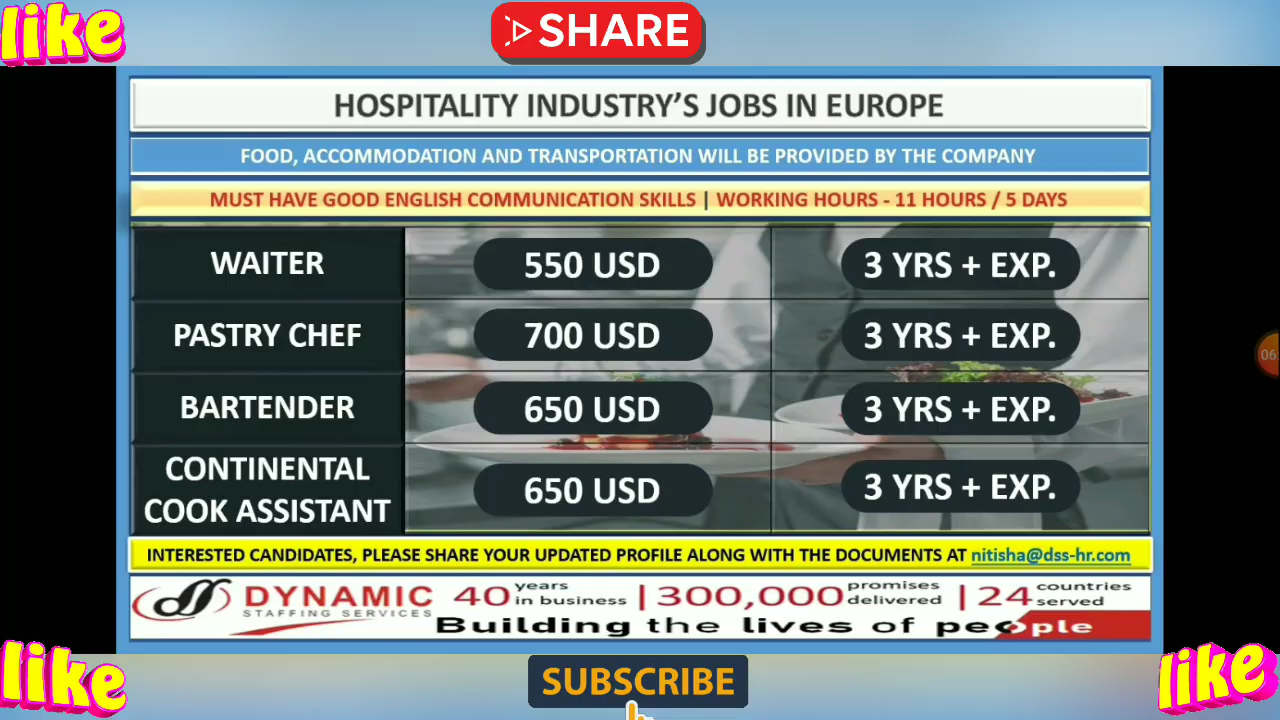 like
SHARE
HOSPITALITY INDUSTRY'S JOBS IN EUROPE
FOOD, ACCOMMODATION AND TRANSPORTATION WILL BE PROVIDED BY THE COMPANY
MUST HAVE GOOD ENGLISH COMMUNICATION SKILLS | WORKING HOURS - 11 HOURS / 5 DAYS
WAITER 550 USD 3 YRS + EXP.
PASTRY CHEF 700 USD 3 YRS + EXP.
BARTENDER 650 USD 3 YRS + EXP.
CONTINENTAL
COOK ASSISTANT 650 USD 3 YRS + EXP.
INTERESTED CANDIDATES, PLEASE SHARE YOUR UPDATED PROFILE ALONG WITH THE DOCUMENTS AT nitisha@dss-hr.com
DYNAMIC
STAFFING SERVICES
40 years in business | 300,000 promises delivered | 24 countries served
Building the lives of people
like
SUBSCRIBE
like